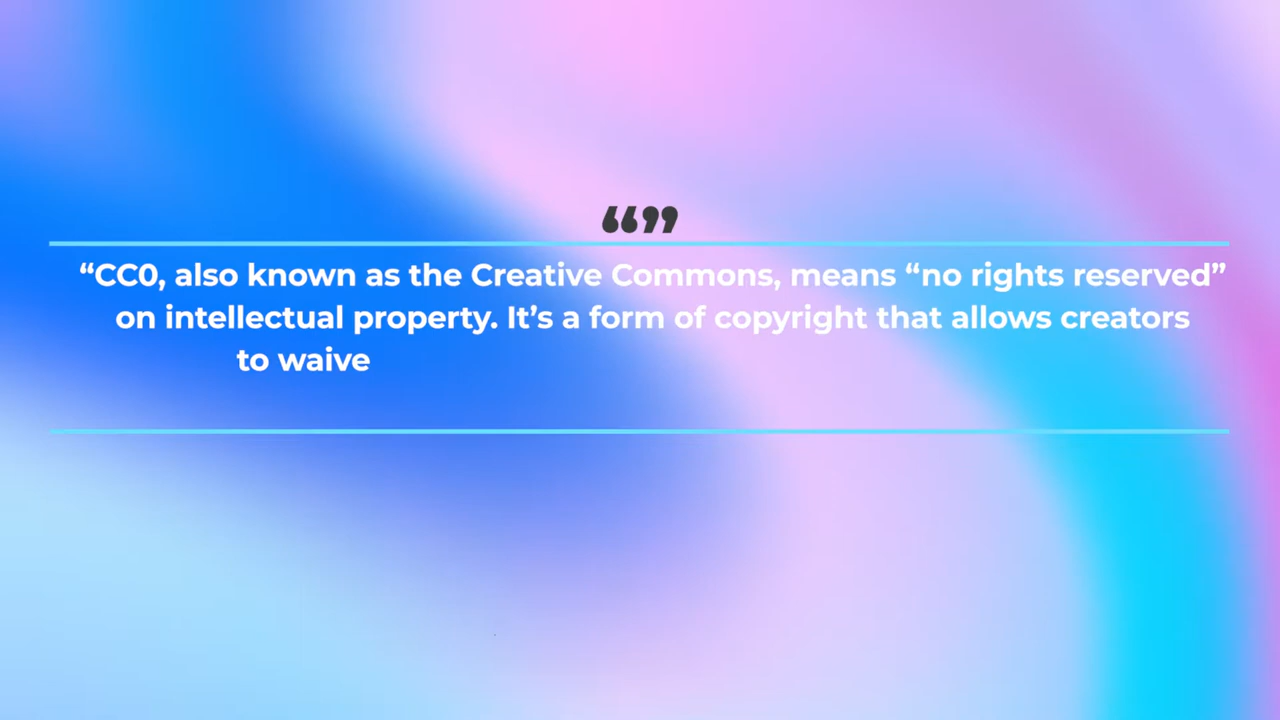 “”
“CC0, also known as the Creative Commons, means “no rights reserved”
on intellectual property. It’s a form of copyright that allows creators
to waive